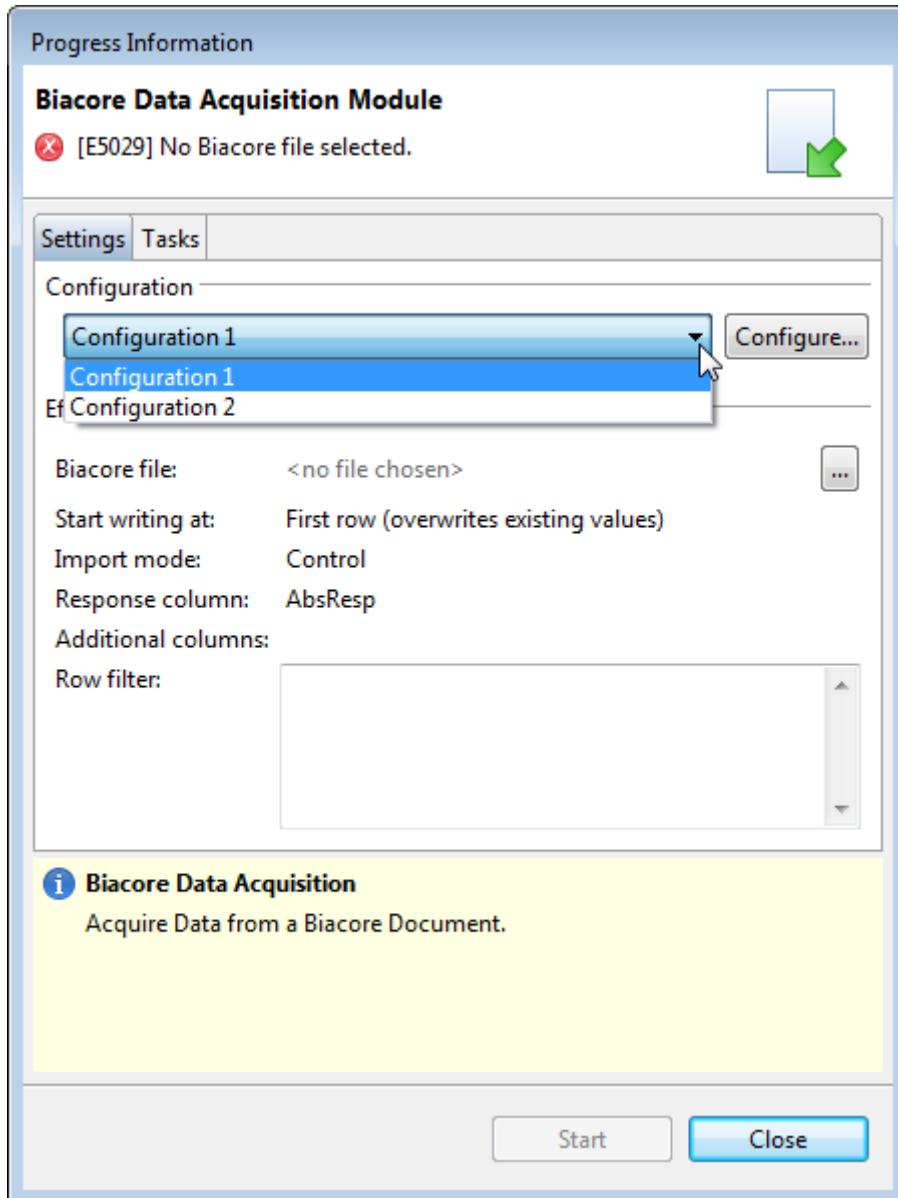 Progress Information
Biacore Data Acquisition Module
[E5029] No Biacore file selected.
Settings Tasks
Configuration
Configuration 1 Configure...
Configuration 1
Ef
Configuration 2
Biacore file: <no file chosen> ...
Start writing at: First row (overwrites existing values)
Import mode: Control
Response column: AbsResp
Additional columns:
Row filter:
Biacore Data Acquisition
Acquire Data from a Biacore Document.
Start Close